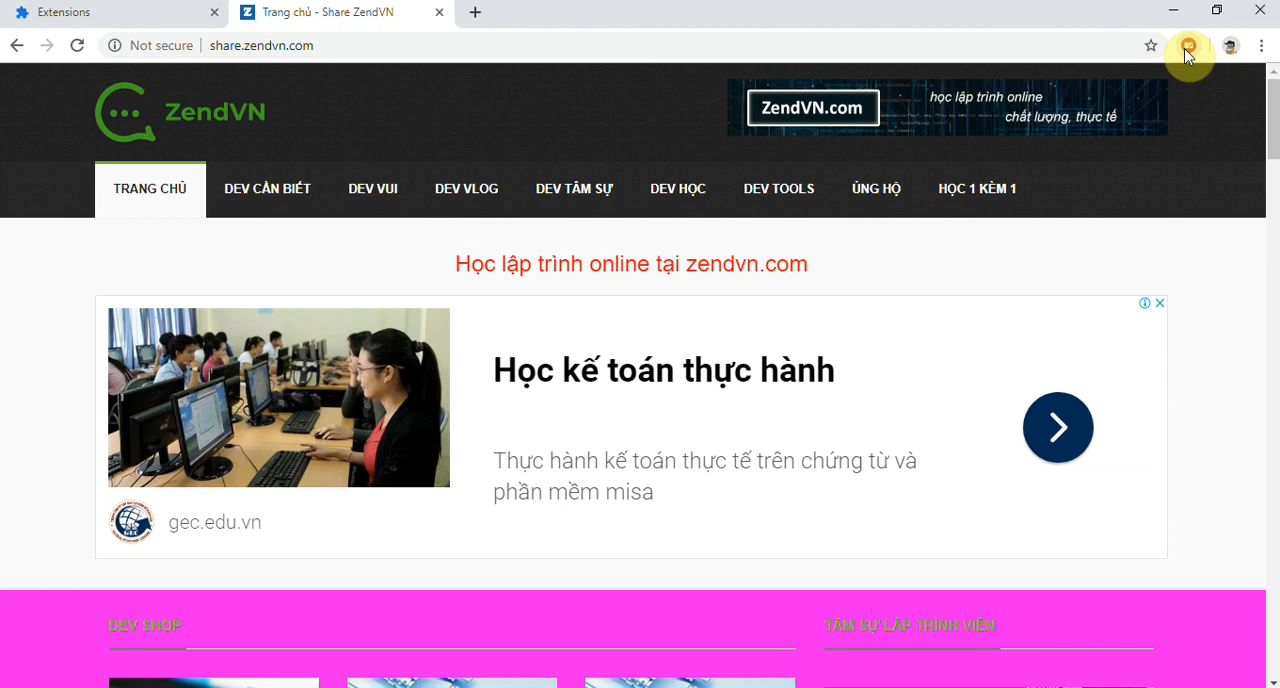 Extensions
Trang chủ - Share ZendVN
Not secure
share.zendvn.com
ZendVN
ZendVN.com
học lập trình online
chất lượng, thực tế
TRANG CHỦ
DEV CẦN BIẾT
DEV VUI
DEV VLOG
DEV TÂM SỰ
DEV HỌC
DEV TOOLS
ỦNG HỘ
HỌC 1 KÈM 1
Học lập trình online tại zendvn.com
Học kế toán thực hành
Thực hành kế toán thực tế trên chứng từ và
phần mềm misa
GEC
gec.edu.vn
DEV SHOP
TÂM SỰ LẬP TRÌNH VIÊN